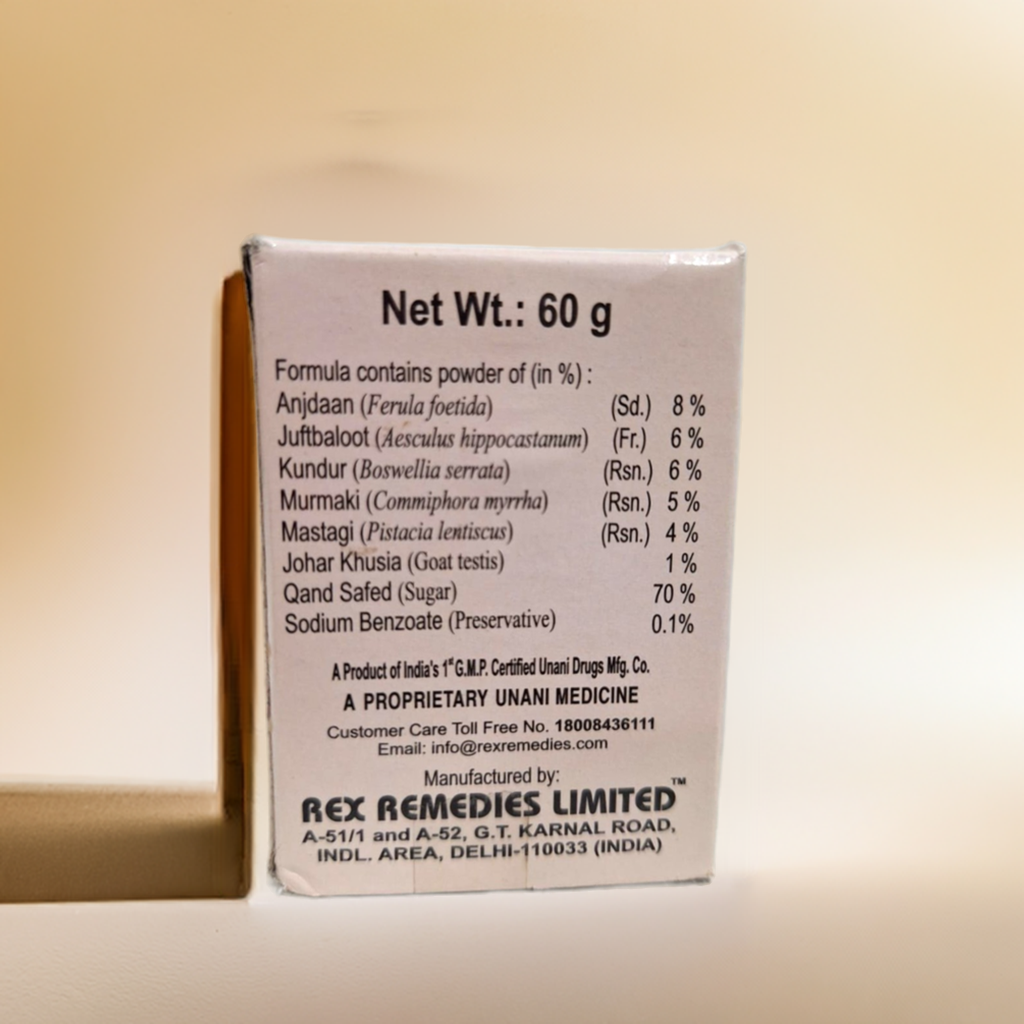 Net Wt.: 60 g
Formula contains powder of (in %) :
Anjdaan (Ferula foetida) (Sd.) 8 %
Juftbaloot (Aesculus hippocastanum) (Fr.) 6 %
Kundur (Boswellia serrata) (Rsn.) 6 %
Murmaki (Commiphora myrrha) (Rsn.) 5 %
Mastagi (Pistacia lentiscus) (Rsn.) 4 %
Johar Khusia (Goat testis) 1 %
Qand Safed (Sugar) 70 %
Sodium Benzoate (Preservative) 0.1%
A Product of India's 1st G.M.P. Certified Unani Drugs Mfg. Co.
A PROPRIETARY UNANI MEDICINE
Customer Care Toll Free No. 18008436111
Email: info@rexremedies.com
Manufactured by:
REX REMEDIES LIMITED™
A-51/1 and A-52, G.T. KARNAL ROAD,
INDL. AREA, DELHI-110033 (INDIA)